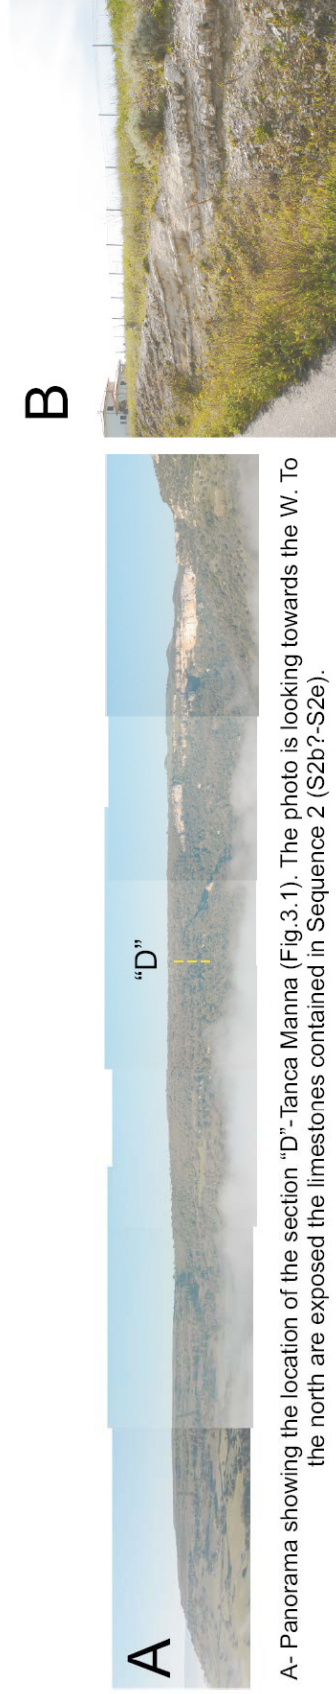 A
B
“D”
A- Panorama showing the location of the section “D”-Tanca Manna (Fig.3.1). The photo is looking towards the W. To
the north are exposed the limestones contained in Sequence 2 (S2b?-S2e).